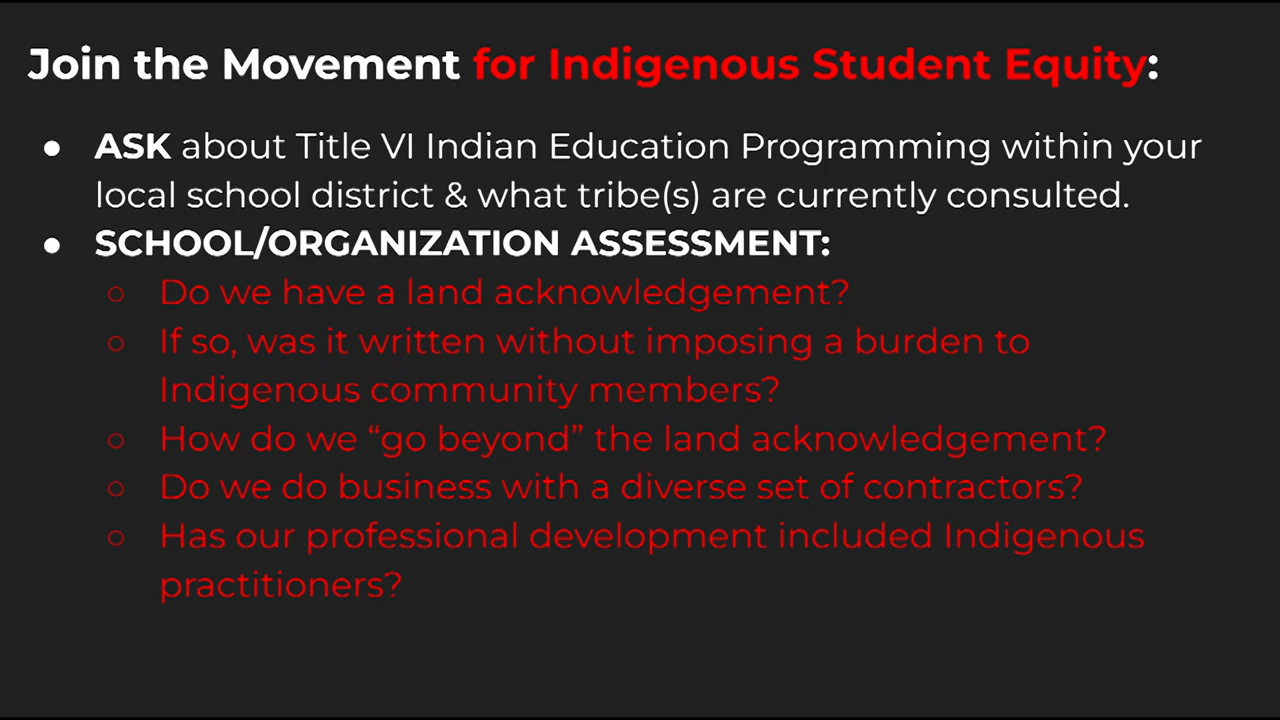 Join the Movement for Indigenous Student Equity:
● ASK about Title VI Indian Education Programming within your
local school district & what tribe(s) are currently consulted.
● SCHOOL/ORGANIZATION ASSESSMENT:
○ Do we have a land acknowledgement?
○ If so, was it written without imposing a burden to
Indigenous community members?
○ How do we “go beyond” the land acknowledgement?
○ Do we do business with a diverse set of contractors?
○ Has our professional development included Indigenous
practitioners?